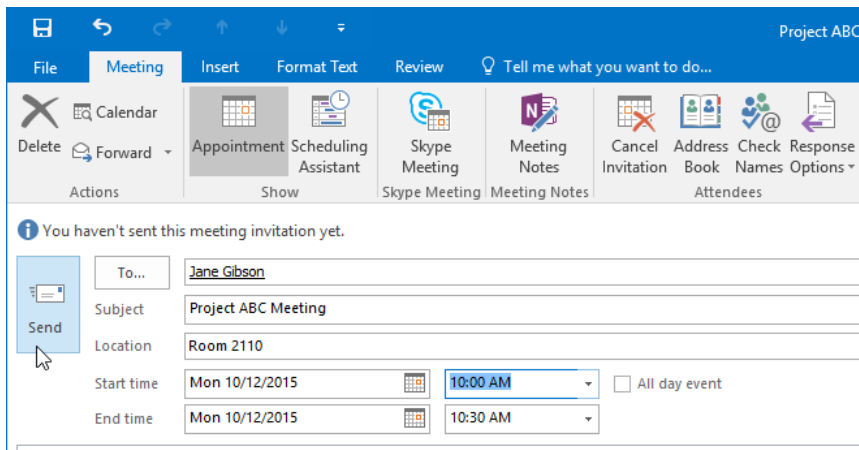 Project ABC
File Meeting Insert Format Text Review Tell me what you want to do...
Delete Calendar Forward Appointment Scheduling Assistant Skype Meeting Meeting Notes Cancel Invitation Address Book Check Names Response Options
Actions Show Skype Meeting Meeting Notes Attendees
You haven't sent this meeting invitation yet.
Send
To... Jane Gibson
Subject Project ABC Meeting
Location Room 2110
Start time Mon 10/12/2015 10:00 AM All day event
End time Mon 10/12/2015 10:30 AM